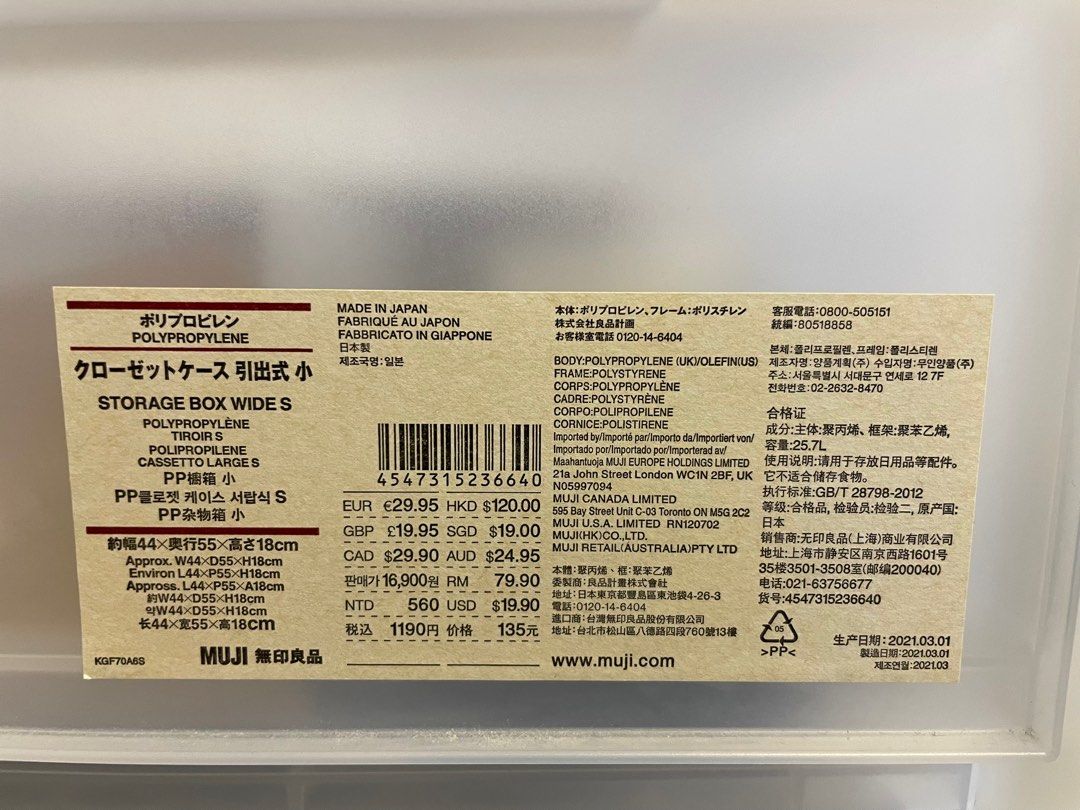 ポリプロピレン
POLYPROPYLENE
クローゼットケース 引出式 小
STORAGE BOX WIDE S
POLYPROPYLÈNE
TIROIR S
POLIPROPILENE
CASSETTO LARGE S
PP櫥箱 小
PP클로젯 케이스 서랍식 S
PP杂物箱 小
約幅44×奥行55×高さ18cm
Approx. W44×D55×H18cm
Environ L44×P55×H18cm
Appross. L44×P55×A18cm
約W44×D55×H18cm
약W44×D55×H18cm
长44×宽55×高18cm
KGF70A6S
MUJI 無印良品
MADE IN JAPAN
FABRIQUÉ AU JAPON
FABBRICATO IN GIAPPONE
日本製
제조국명:일본
4547315236640
EUR €29.95 HKD $120.00
GBP £19.95 SGD $19.00
CAD $29.90 AUD $24.95
판매가 16,900원 RM 79.90
NTD 560 USD $19.90
税込 1190円 价格 135元
本体:ポリプロピレン、フレーム:ポリスチレン
株式会社良品計画
お客様室電話 0120-14-6404
BODY:POLYPROPYLENE (UK)/OLEFIN(US)
FRAME:POLYSTYRENE
CORPS:POLYPROPYLÈNE
CADRE:POLYSTYRÈNE
CORPO:POLIPROPILENE
CORNICE:POLISTIRENE
Imported by/Importé par/Importo da/Importiert von/
Importado por/Importado por/Importerad av/
Maahantuoja MUJI EUROPE HOLDINGS LIMITED
21a John Street London WC1N 2BF, UK
N05997094
MUJI CANADA LIMITED
595 Bay Street Unit C-03 Toronto ON M5G 2C2
MUJI U.S.A. LIMITED RN120702
MUJI(HK)CO.,LTD.
MUJI RETAIL(AUSTRALIA)PTY LTD
本體:聚丙烯、框:聚苯乙烯
委製商:良品計畫株式會社
地址:日本東京都豐島區東池袋4-26-3
電話:0120-14-6404
進口商:台灣無印良品股份有限公司
地址:台北市松山區八德路四段760號13樓
www.muji.com
客服電話:0800-505151
統編:80518858
본체:폴리프로필렌、프레임:폴리스티렌
제조자명:양품계획(주) 수입자명:무인양품(주)
주소:서울특별시 서대문구 연세로 12 7F
전화번호:02-2632-8470
合格证
成分:主体:聚丙烯、框架:聚苯乙烯,
容量:25.7L
使用说明:请用于存放日用品等配件。
它不适合储存食物。
执行标准:GB/T 28798-2012
等级:合格品, 检验员:检验二, 原产国:
日本
销售商:无印良品(上海)商业有限公司
地址:上海市静安区南京西路1601号
35楼3501-3508室(邮编200040)
电话:021-63756677
货号:4547315236640
05
>PP<
生产日期:2021.03.01
製造日期:2021.03.01
제조연월:2021.03